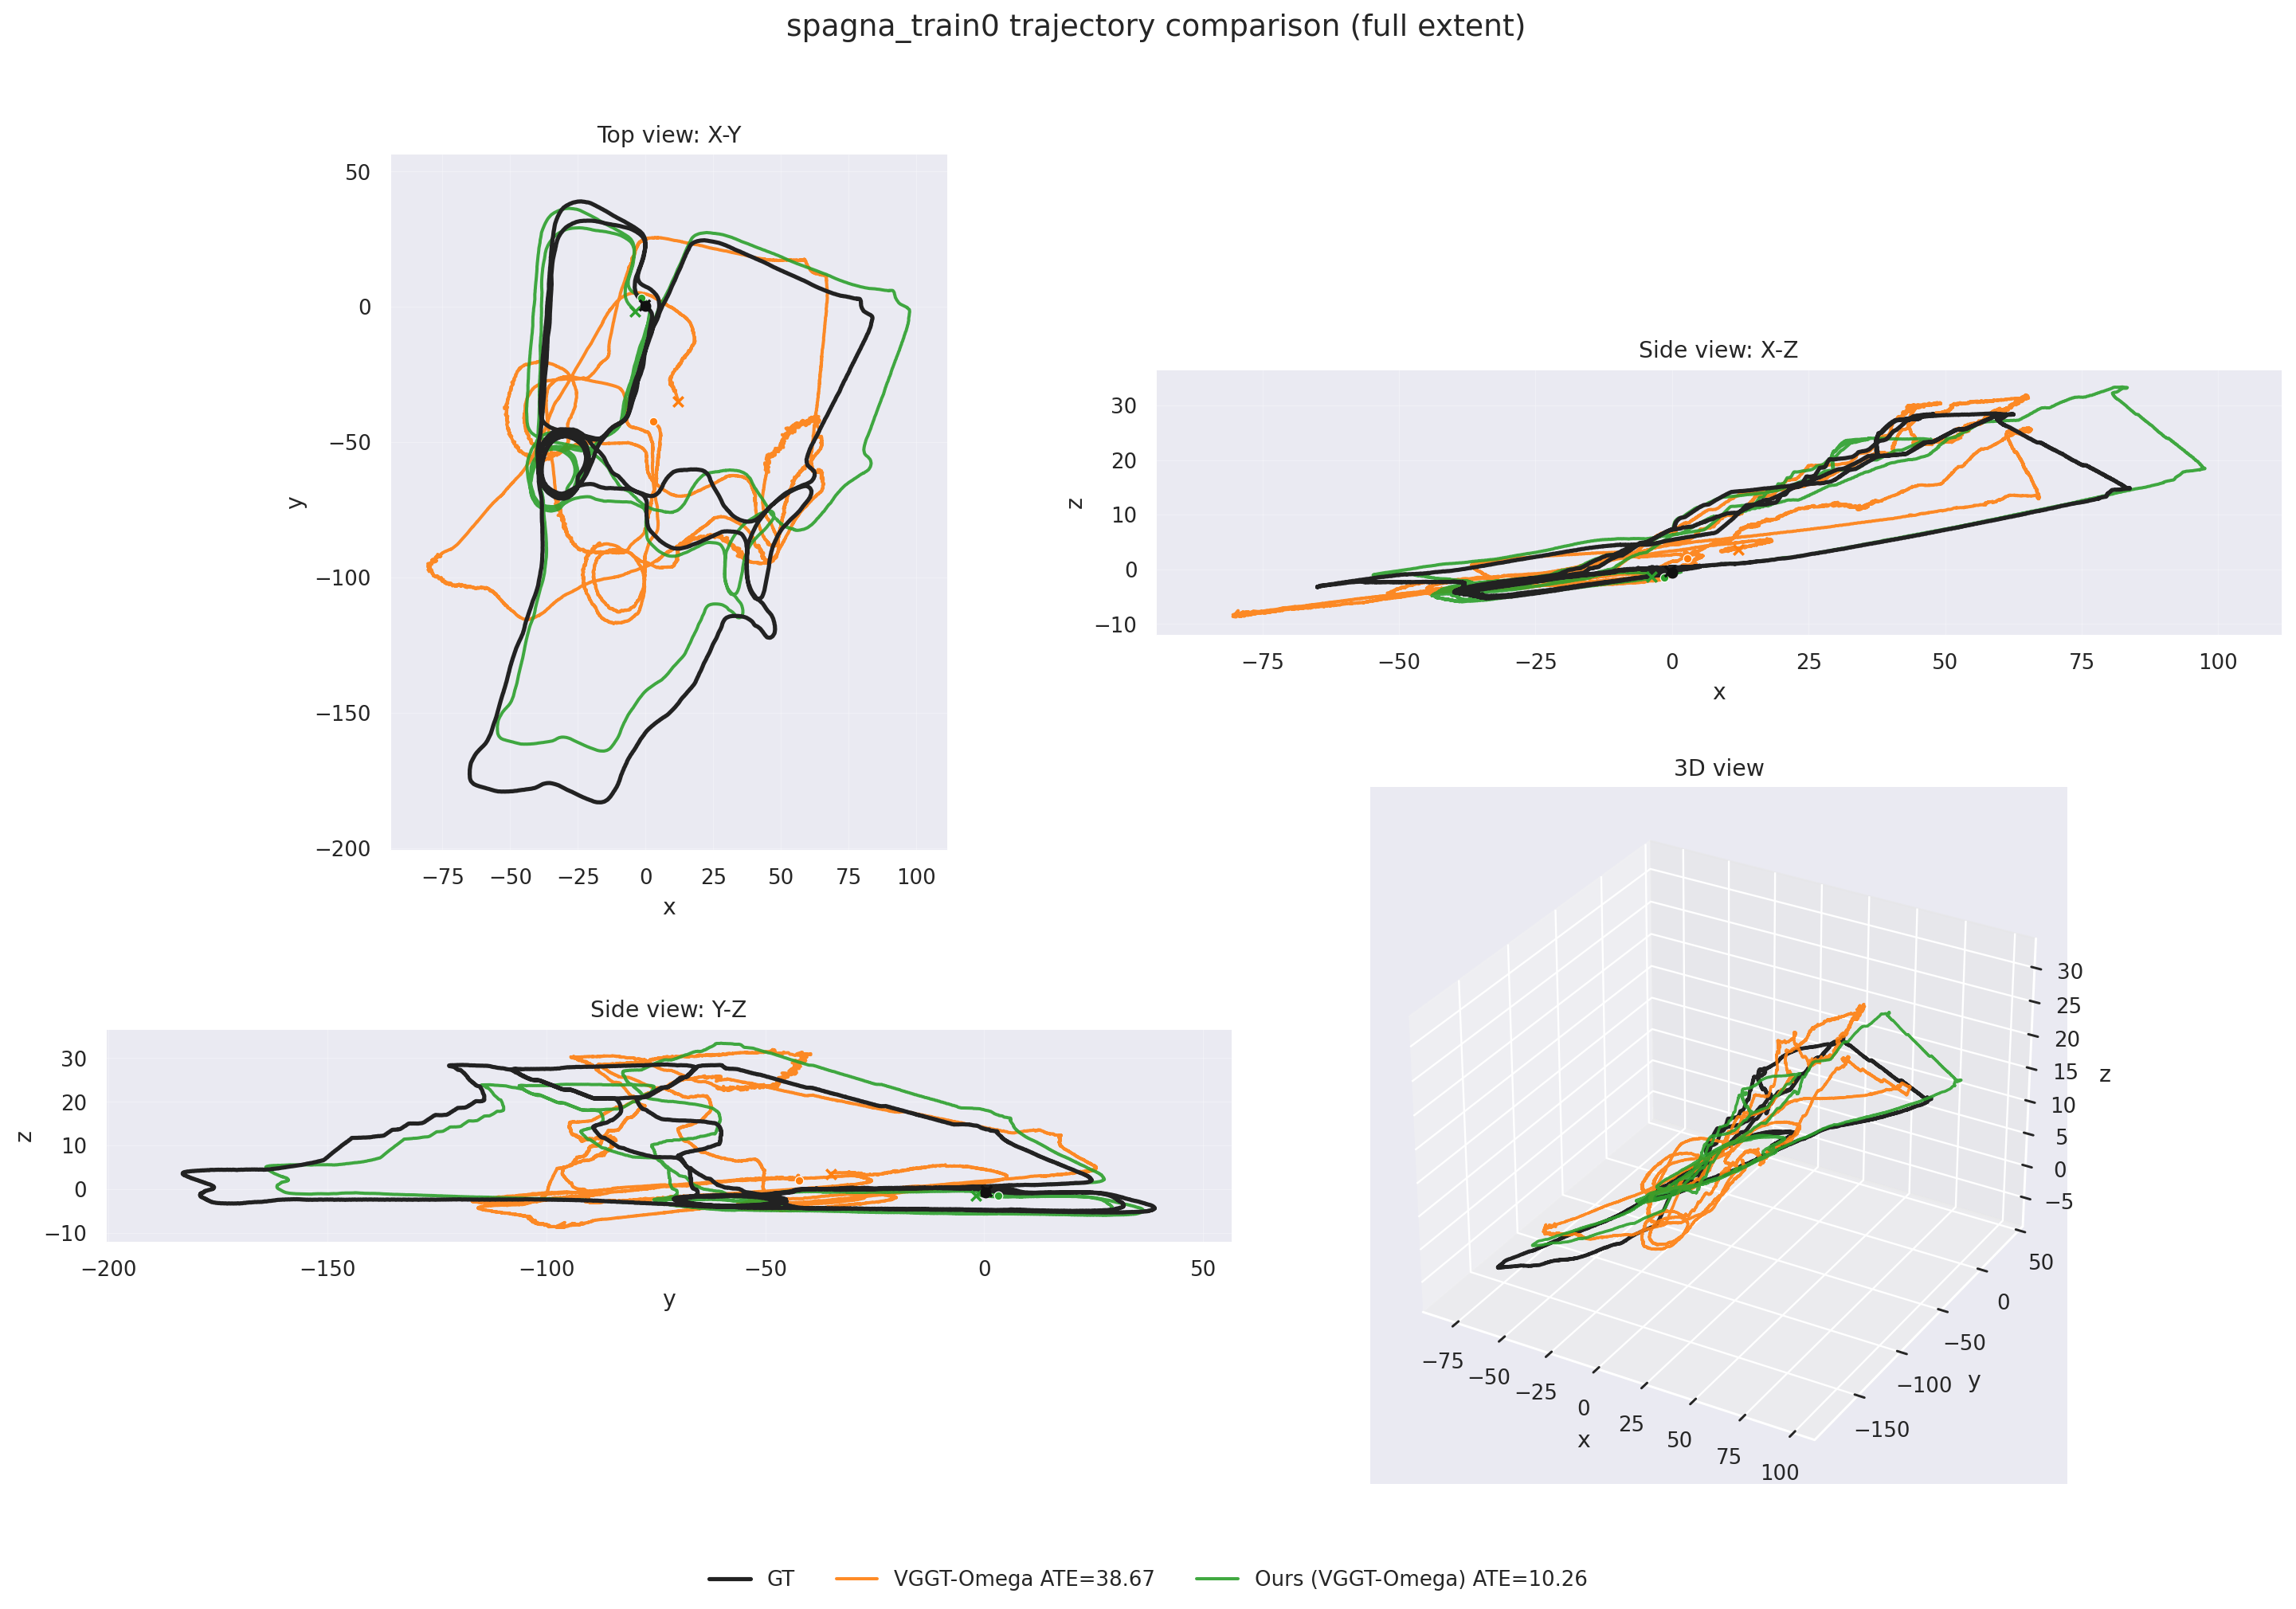 spagna_train0 trajectory comparison (full extent)
Top view: X-Y
50
0
−50
−100
−150
−200
y
−75 −50 −25 0 25 50 75 100
x
Side view: X-Z
30
20
10
0
−10
z
−75 −50 −25 0 25 50 75 100
x
Side view: Y-Z
30
20
10
0
−10
z
−200 −150 −100 −50 0 50
y
3D view
30
25
20
15
10
5
0
−5
z
50
0
−50
−100
−150
y
−75
−50
−25
0
25
50
75
100
x
GT VGGT-Omega ATE=38.67 Ours (VGGT-Omega) ATE=10.26